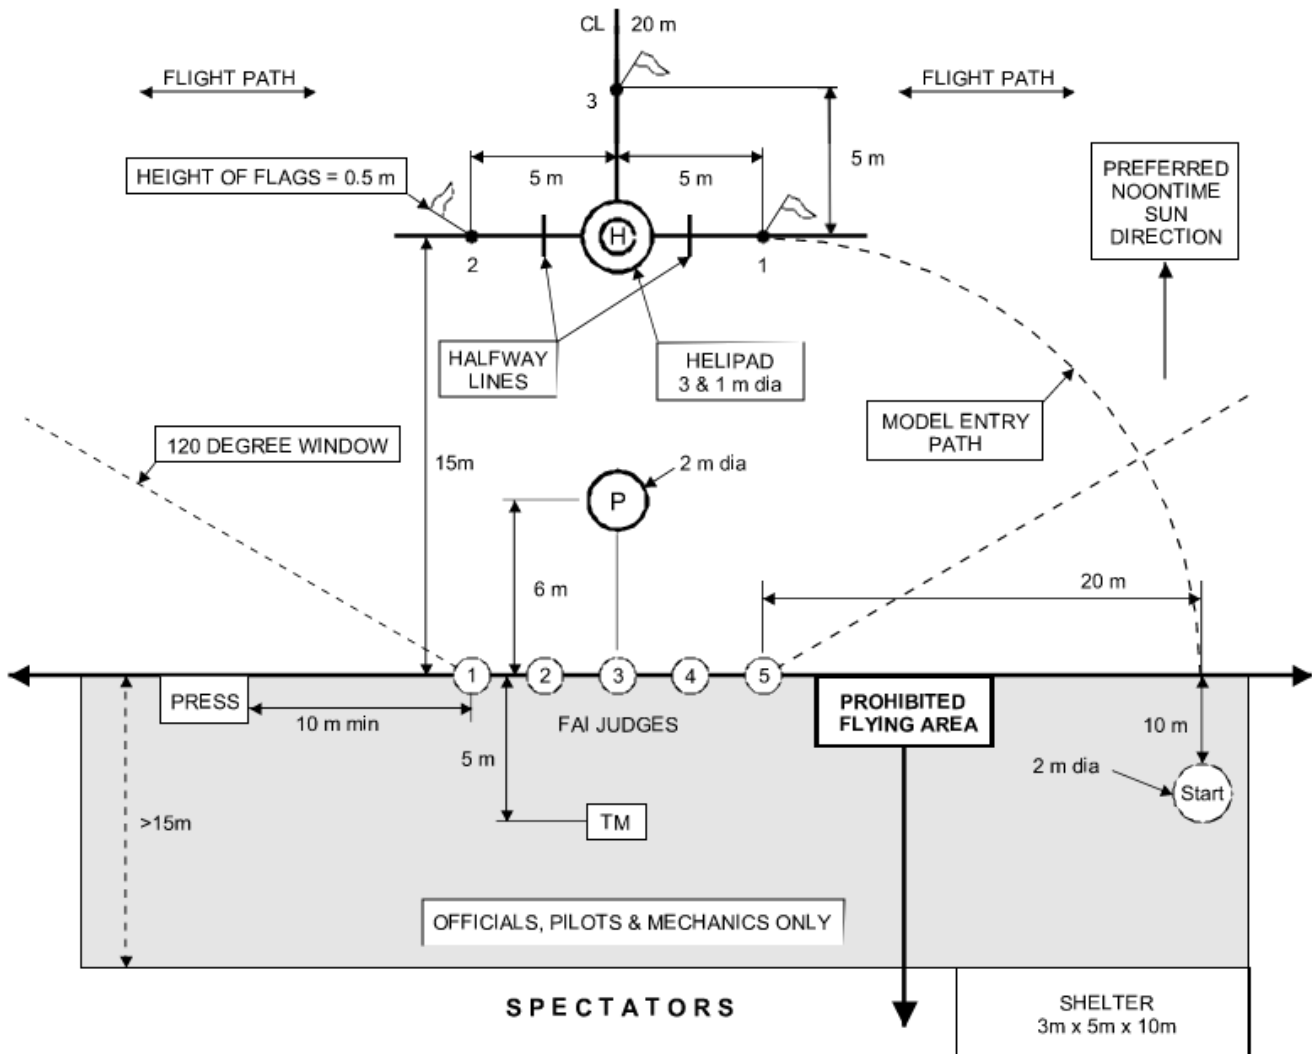 CL 20 m
FLIGHT PATH
FLIGHT PATH
3
5 m
5 m
5 m
HEIGHT OF FLAGS = 0.5 m
PREFERRED
NOONTIME
SUN
DIRECTION
H
2
1
HALFWAY
LINES
HELIPAD
3 & 1 m dia
MODEL ENTRY
PATH
120 DEGREE WINDOW
15m
2 m dia
P
6 m
20 m
1
2
3
4
5
PRESS
10 m min
FAI JUDGES
PROHIBITED
FLYING AREA
10 m
5 m
2 m dia
Start
>15m
TM
OFFICIALS, PILOTS & MECHANICS ONLY
SPECTATORS
SHELTER
3m x 5m x 10m